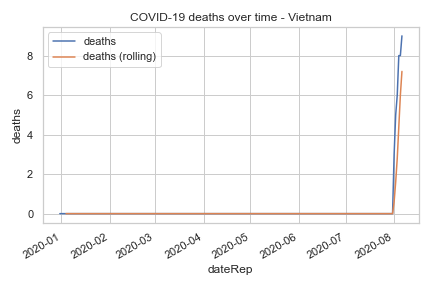 COVID-19 deaths over time - Vietnam
deaths
deaths (rolling)
8
6
4
2
0
deaths
2020-01
2020-02
2020-03
2020-04
2020-05
2020-06
2020-07
2020-08
dateRep